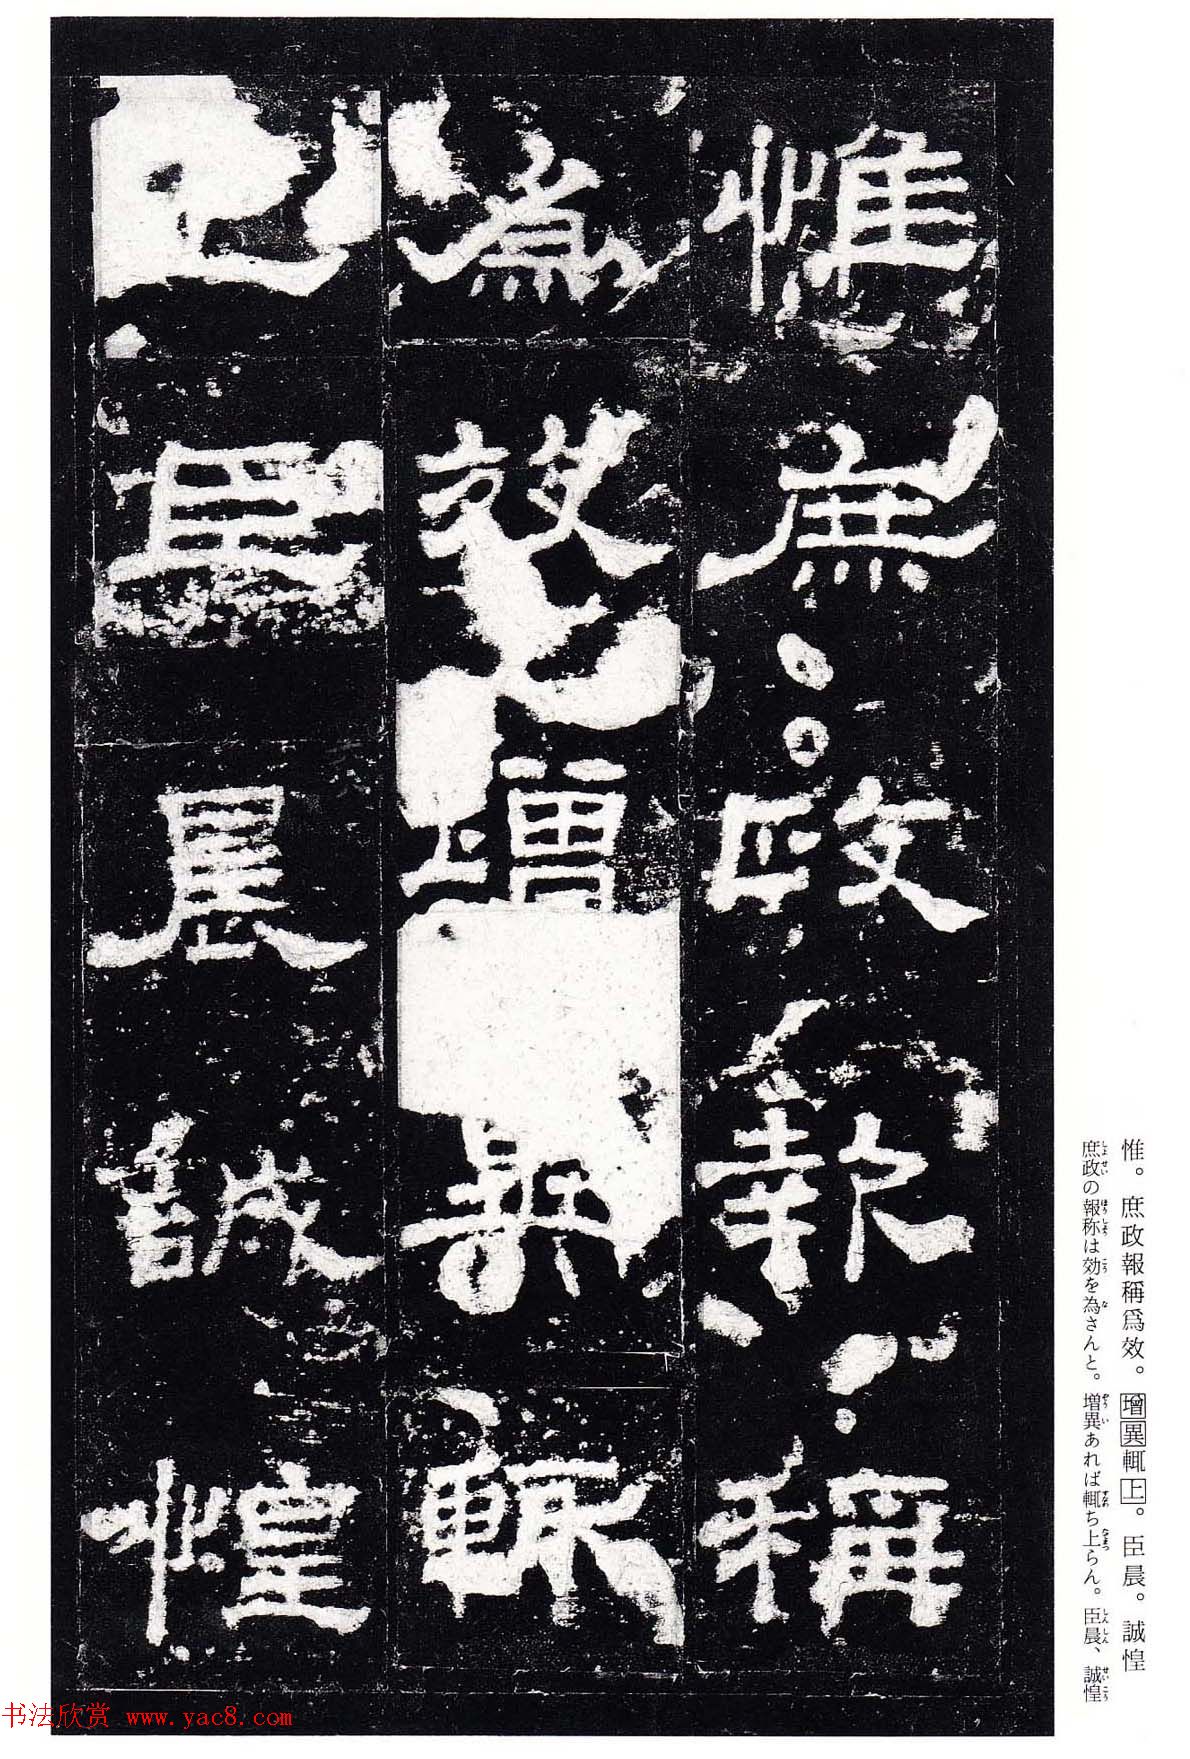 惟庶政報稱
爲效增異輒
上臣晨誠惶
惟。庶政報稱爲效。增異輒上。臣晨。誠惶
庶政の報称は効を為さんと。増異あれば輒ち上らん。臣晨、誠惶
书法欣赏 www.yac8.com